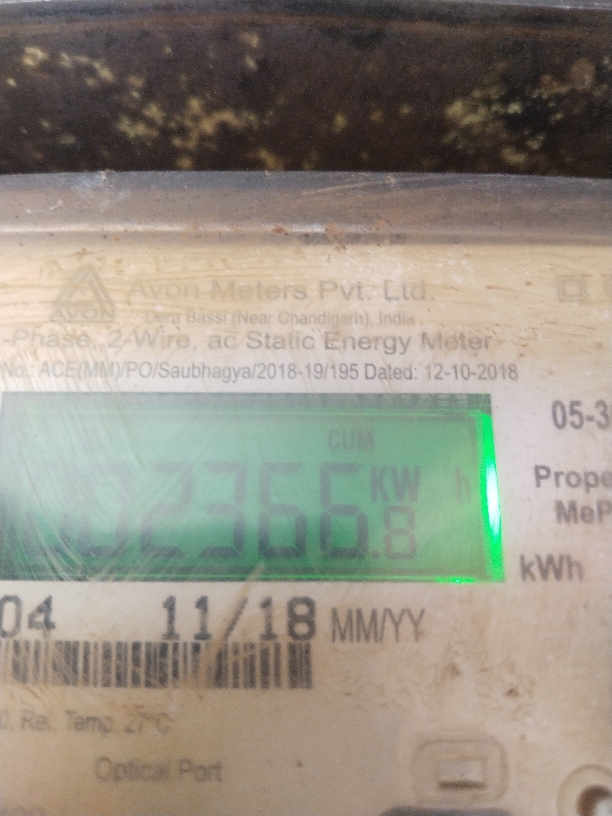 AVON
Avon Meters Pvt. Ltd.
Dera Bassi (Near Chandigarh), India
-Phase, 2-Wire, ac Static Energy Meter
No.: ACE(MM)/PO/Saubhagya/2018-19/195 Dated: 12-10-2018
05-3
CUM
02366.8 KW h
Prope
MeP
kWh
04 11/18 MM/YY
Ref. Temp. 27°C
Optical Port